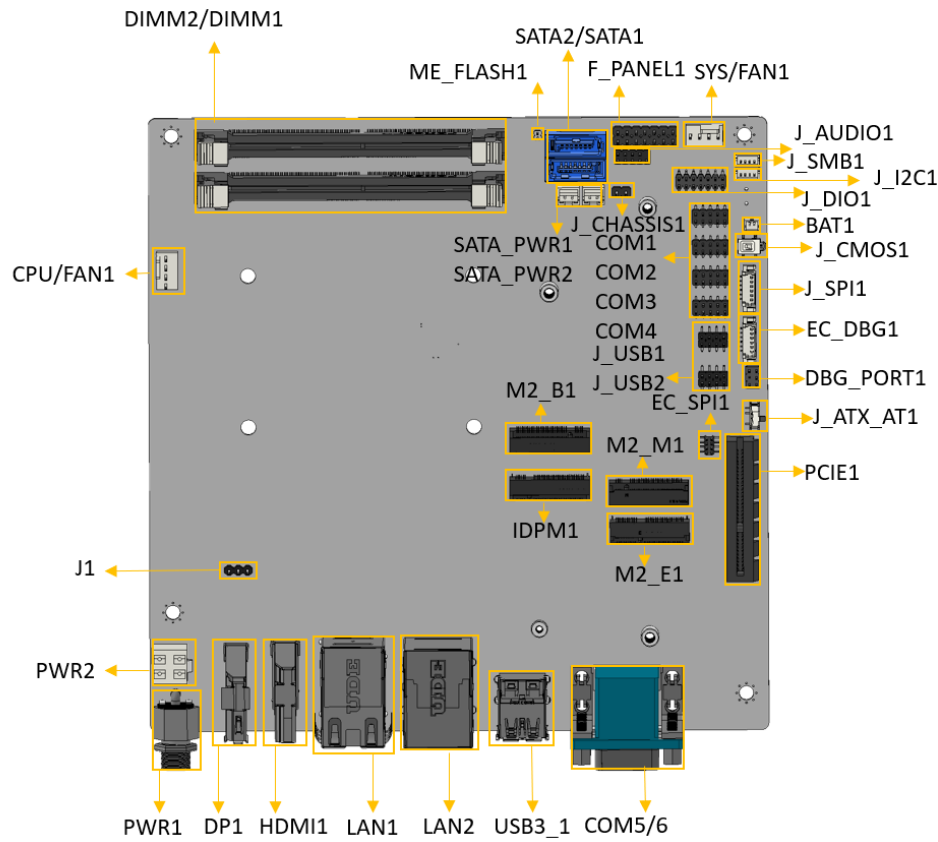 DIMM2/DIMM1
SATA2/SATA1
ME_FLASH1
F_PANEL1
SYS/FAN1
J_AUDIO1
J_SMB1
J_I2C1
J_DIO1
J_CHASSIS1
BAT1
SATA_PWR1
COM1
J_CMOS1
CPU/FAN1
SATA_PWR2
COM2
J_SPI1
COM3
COM4
EC_DBG1
J_USB1
J_USB2
DBG_PORT1
M2_B1
EC_SPI1
J_ATX_AT1
M2_M1
PCIE1
IDPM1
J1
M2_E1
PWR2
UDE
UDE
PWR1
DP1
HDMI1
LAN1
LAN2
USB3_1
COM5/6